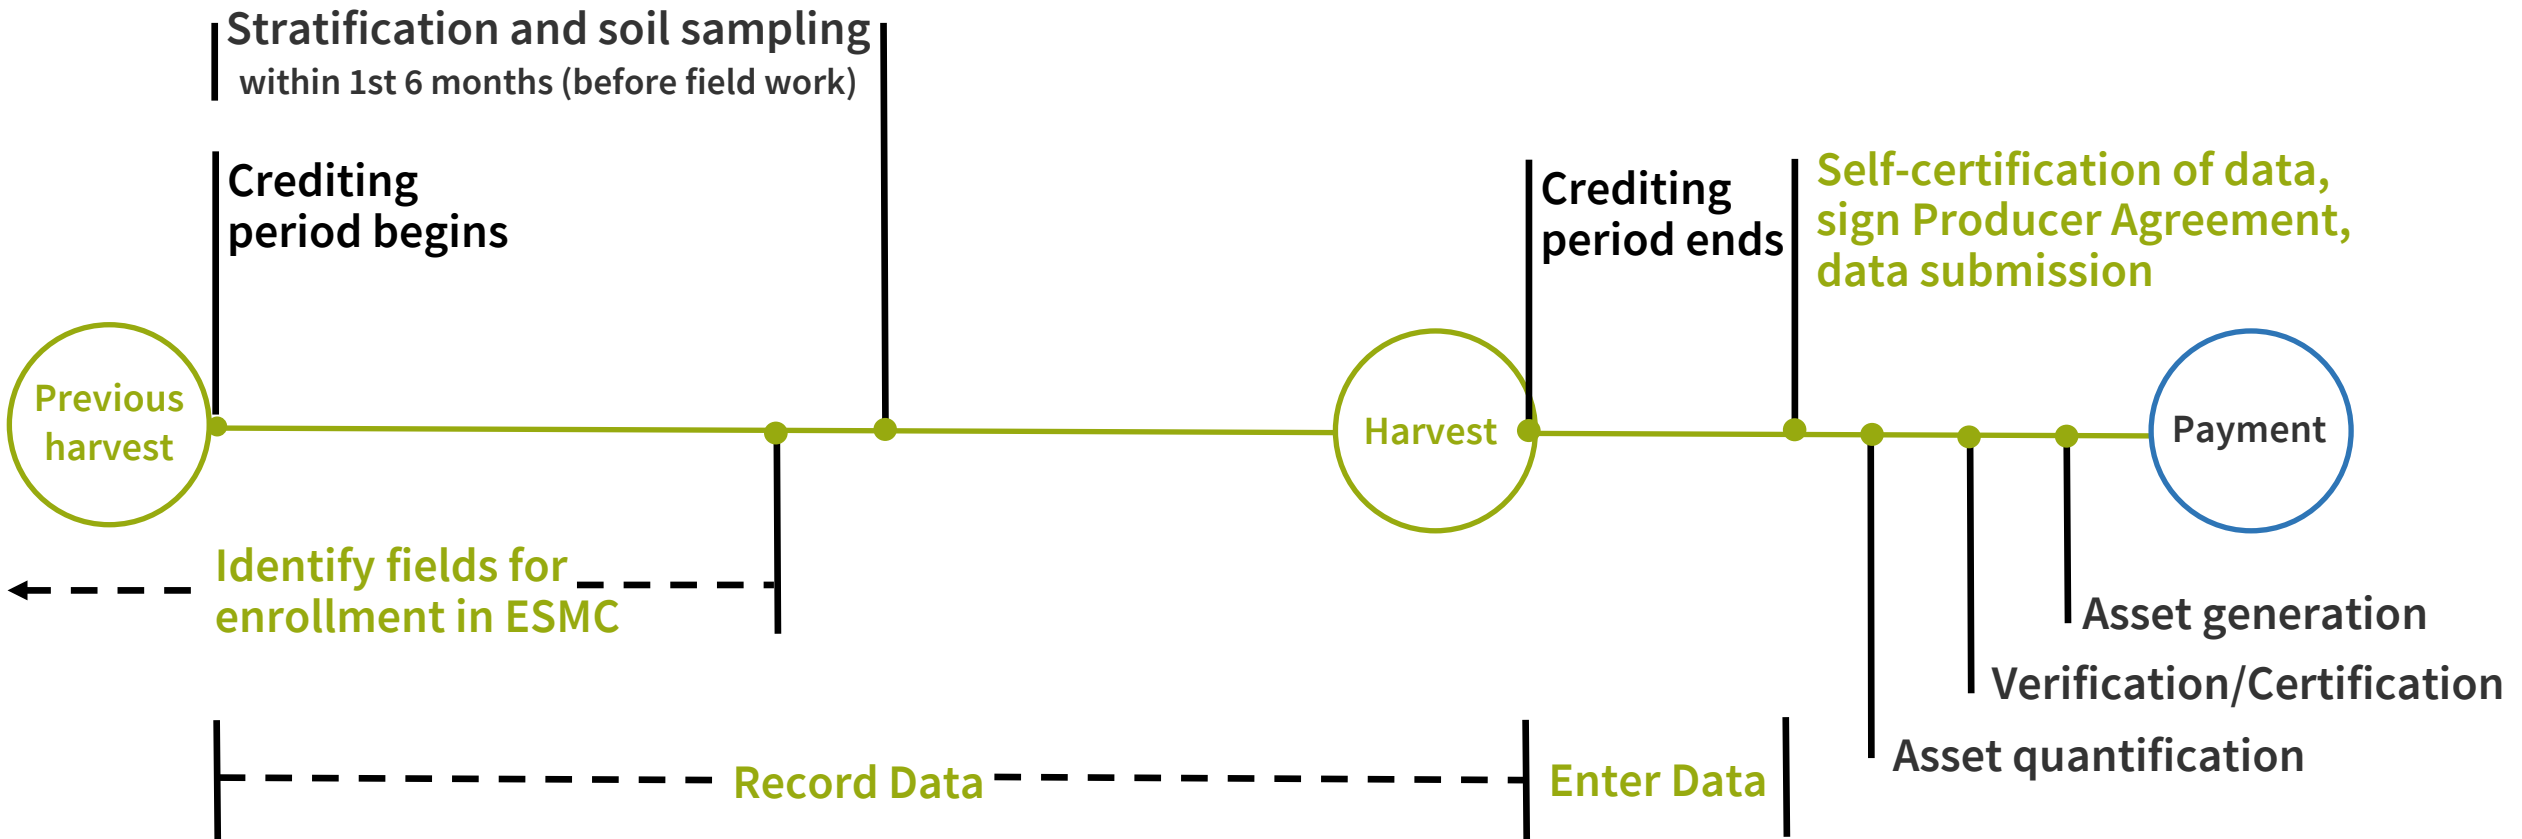 Stratification and soil sampling
within 1st 6 months (before field work)
Crediting
period begins
Crediting
period ends
Self-certification of data,
sign Producer Agreement,
data submission
Previous
harvest
Harvest
Payment
Identify fields for
enrollment in ESMC
Asset generation
Verification/Certification
Asset quantification
Record Data
Enter Data